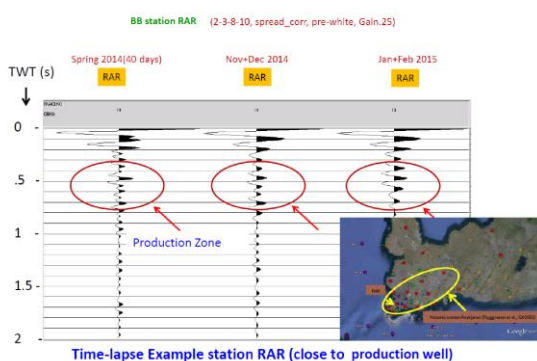 BB station RAR (2-3-8-10, spread_corr, pre-white, Gain.25)
Spring 2014(40 days) Nov+Dec 2014 Jan+Feb 2015
TWT (s) RAR RAR RAR
0
.5
Production Zone
1
1.5
2
RAR
Google
Time-lapse Example station RAR (close to production well)